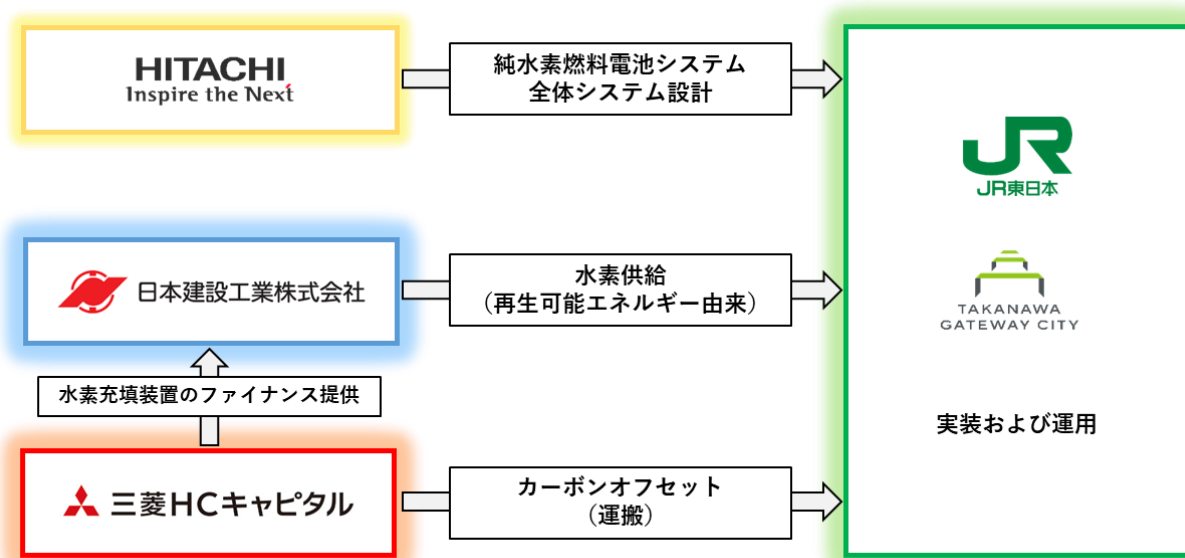 HITACHI
Inspire the Next
純水素燃料電池システム
全体システム設計
JR
JR東日本
日本建設工業株式会社
水素供給
（再生可能エネルギー由来）
TAKANAWA
GATEWAY CITY
水素充填装置のファイナンス提供
実装および運用
三菱HCキャピタル
カーボンオフセット
（運搬）